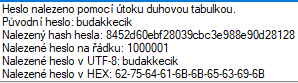 Heslo nalezeno pomocí útoku duhovou tabulkou.
Původní heslo: budakkecik
Nalezený hash hesla: 8452d60ebf28039cbc3e988e90d28128
Nalezené heslo na řádku: 1000001
Nalezené heslo v UTF-8: budakkecik
Nalezené heslo v HEX: 62-75-64-61-6B-6B-65-63-69-6B